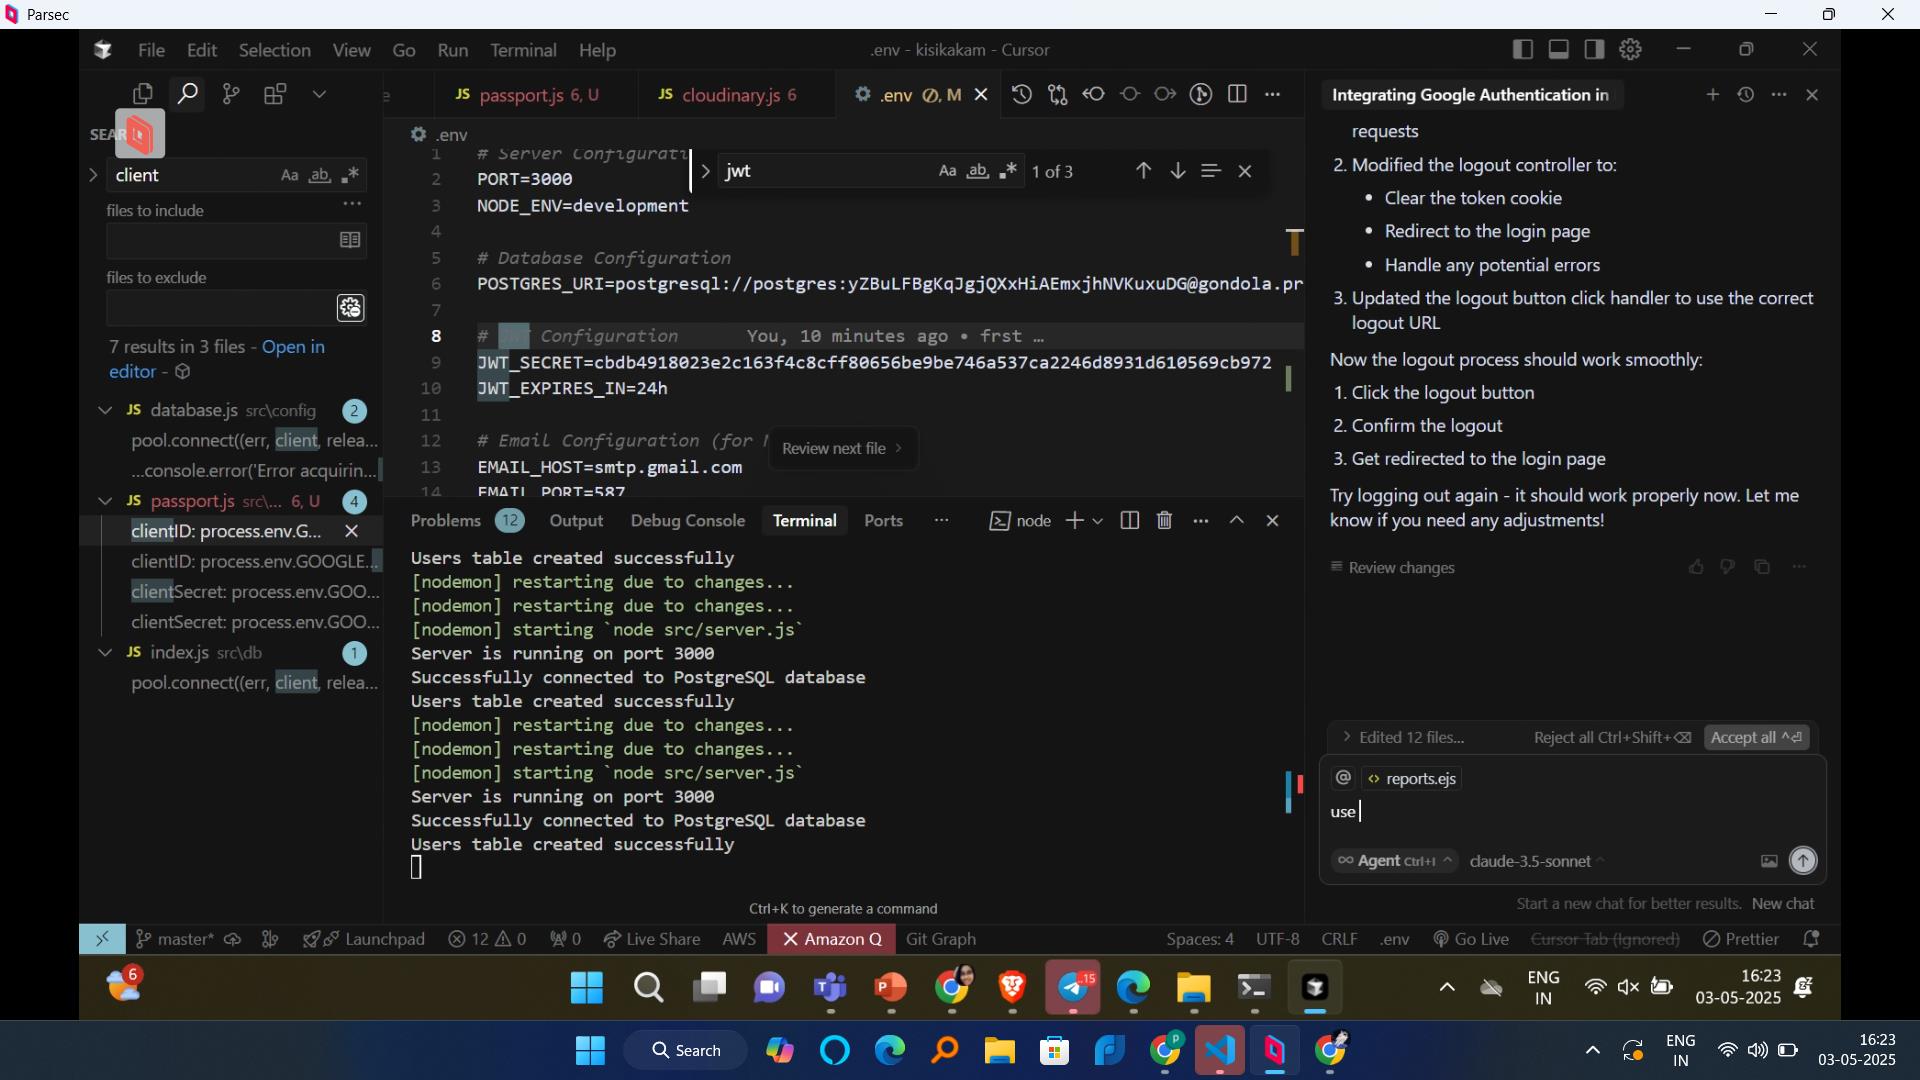 Parsec
File Edit Selection View Go Run Terminal Help
.env - kisikakam - Cursor
JS passport.js 6, U
JS cloudinary.js 6
.env M
Integrating Google Authentication in
.env
client
Aa ab
files to include
files to exclude
7 results in 3 files - Open in
editor -
JS database.js src\config 2
pool.connect((err, client, relea...
...console.error('Error acquirin...
JS passport.js src\... 6, U 4
clientID: process.env.G...
clientID: process.env.GOOGLE...
clientSecret: process.env.GOO...
clientSecret: process.env.GOO...
JS index.js src\db 1
pool.connect((err, client, relea...
jwt
Aa ab 1 of 3
1 # Server Configurati
2 PORT=3000
3 NODE_ENV=development
4
5 # Database Configuration
6 POSTGRES_URI=postgresql://postgres:yZBuLFBgKqJgjQXxHiAEmxjhNVKuxuDG@gondola.pr
7
8 # JWT Configuration You, 10 minutes ago • frst ...
9 JWT_SECRET=cbdb4918023e2c163f4c8cff80656be9be746a537ca2246d8931d610569cb972
10 JWT_EXPIRES_IN=24h
11
12 # Email Configuration (for
13 EMAIL_HOST=smtp.gmail.com
14 EMAIL_PORT=587
Review next file
Problems 12 Output Debug Console Terminal Ports ... node
Users table created successfully
[nodemon] restarting due to changes...
[nodemon] restarting due to changes...
[nodemon] starting `node src/server.js`
Server is running on port 3000
Successfully connected to PostgreSQL database
Users table created successfully
[nodemon] restarting due to changes...
[nodemon] restarting due to changes...
[nodemon] starting `node src/server.js`
Server is running on port 3000
Successfully connected to PostgreSQL database
Users table created successfully
Ctrl+K to generate a command
requests
2. Modified the logout controller to:
• Clear the token cookie
• Redirect to the login page
• Handle any potential errors
3. Updated the logout button click handler to use the correct
logout URL
Now the logout process should work smoothly:
1. Click the logout button
2. Confirm the logout
3. Get redirected to the login page
Try logging out again - it should work properly now. Let me
know if you need any adjustments!
Review changes
Edited 12 files... Reject all Ctrl+Shift+⌫ Accept all ^⏎
@ reports.ejs
use
∞ Agent Ctrl+I claude-3.5-sonnet
Start a new chat for better results. New chat
master* Launchpad 12 0 0 Live Share AWS Amazon Q Git Graph Spaces: 4 UTF-8 CRLF .env Go Live Cursor Tab (Ignored) Prettier
6
15
ENG
IN
16:23
03-05-2025
Search
ENG
IN
16:23
03-05-2025